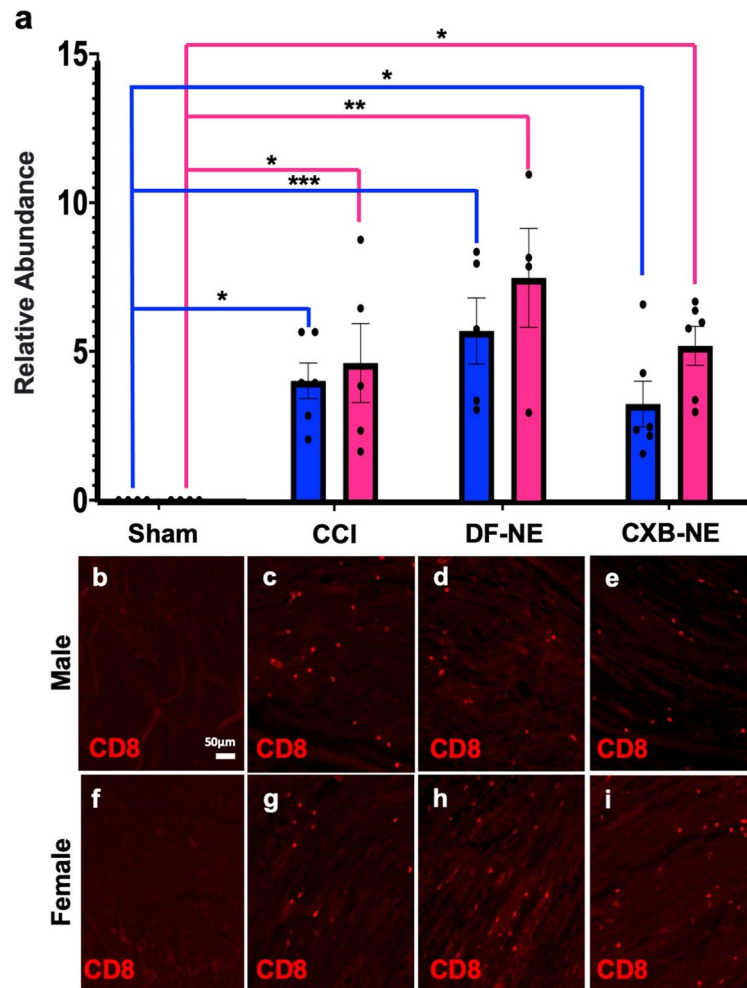 a
Relative Abundance
15
10
5
0
*
*
**
*
***
*
Sham CCI DF-NE CXB-NE
Male
b c d e
50µm
CD8 CD8 CD8 CD8
Female
f g h i
CD8 CD8 CD8 CD8